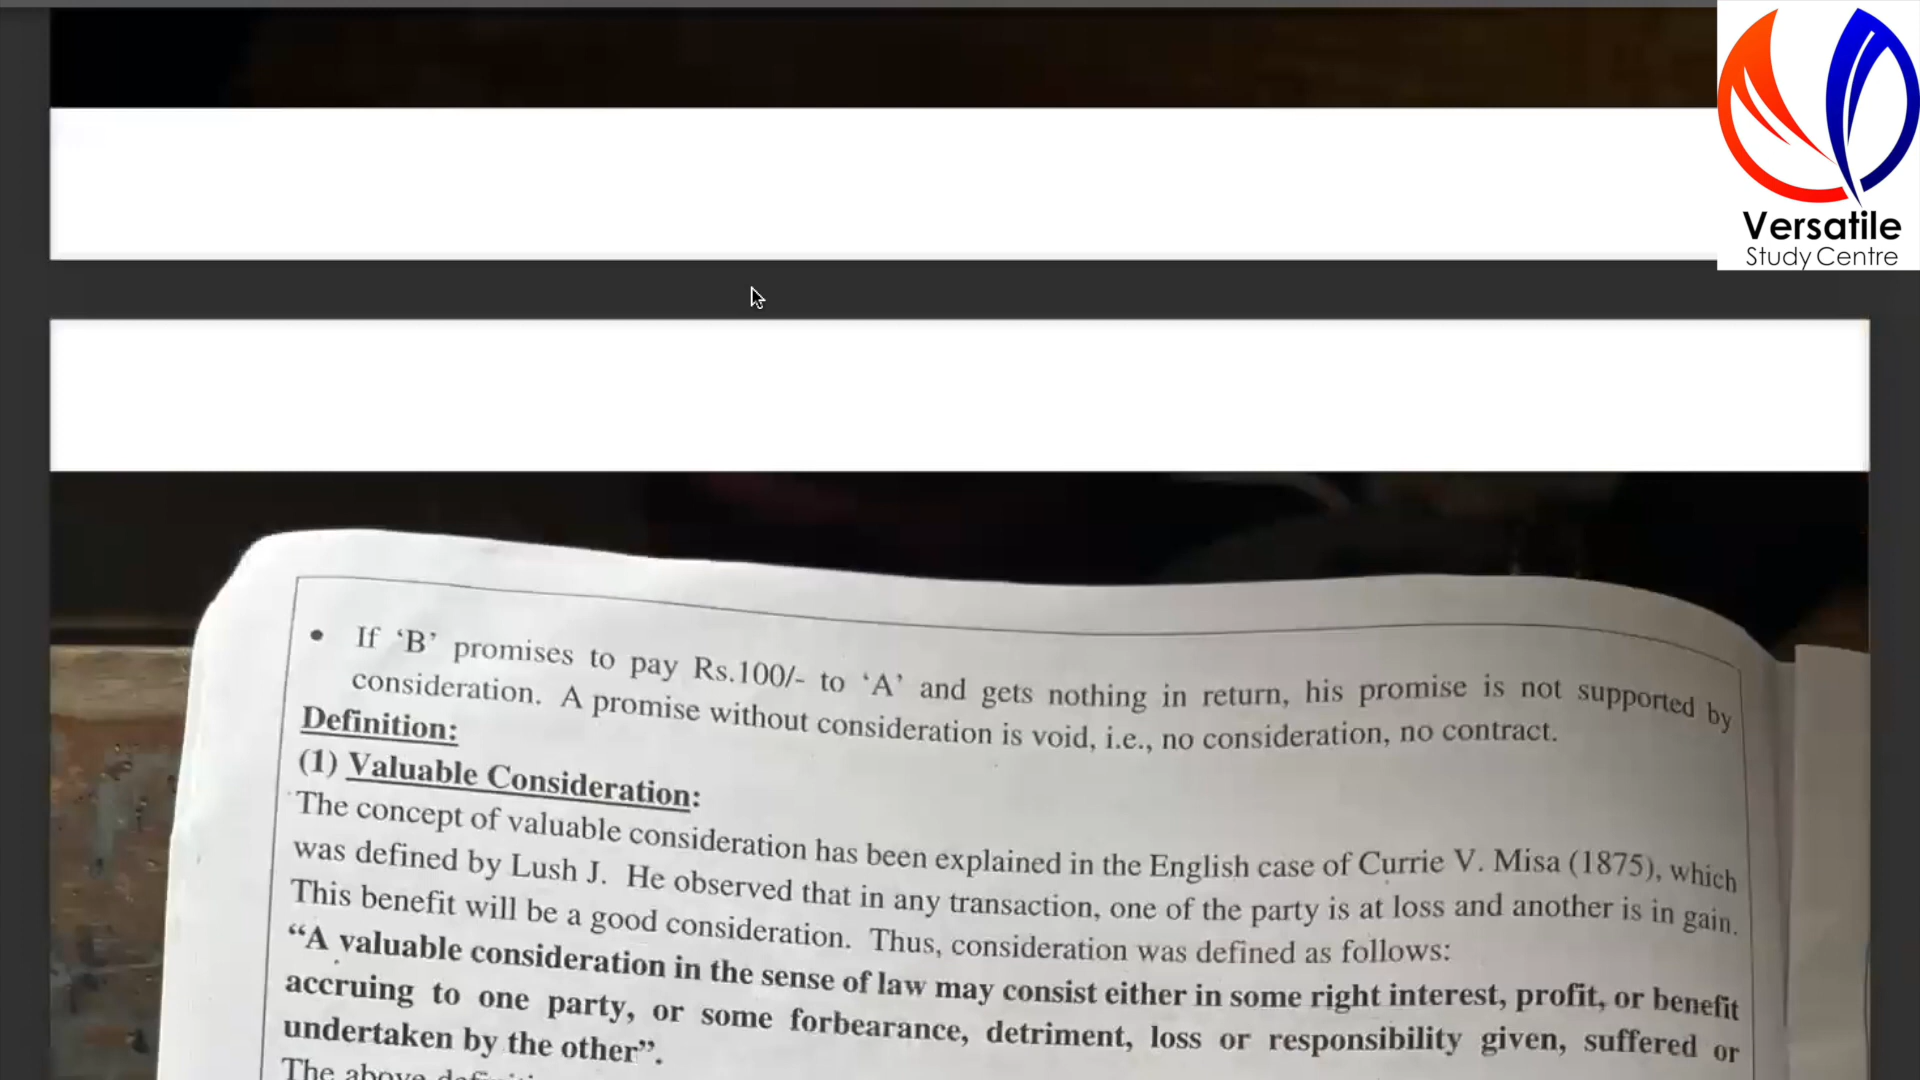 Versatile
Study Centre
• If ‘B’ promises to pay Rs.100/- to ‘A’ and gets nothing in return, his promise is not supported by
consideration. A promise without consideration is void, i.e., no consideration, no contract.
Definition:
(1) Valuable Consideration:
The concept of valuable consideration has been explained in the English case of Currie V. Misa (1875), which
was defined by Lush J. He observed that in any transaction, one of the party is at loss and another is in gain.
This benefit will be a good consideration. Thus, consideration was defined as follows:
“A valuable consideration in the sense of law may consist either in some right interest, profit, or benefit
accruing to one party, or some forbearance, detriment, loss or responsibility given, suffered or
undertaken by the other”.
The above